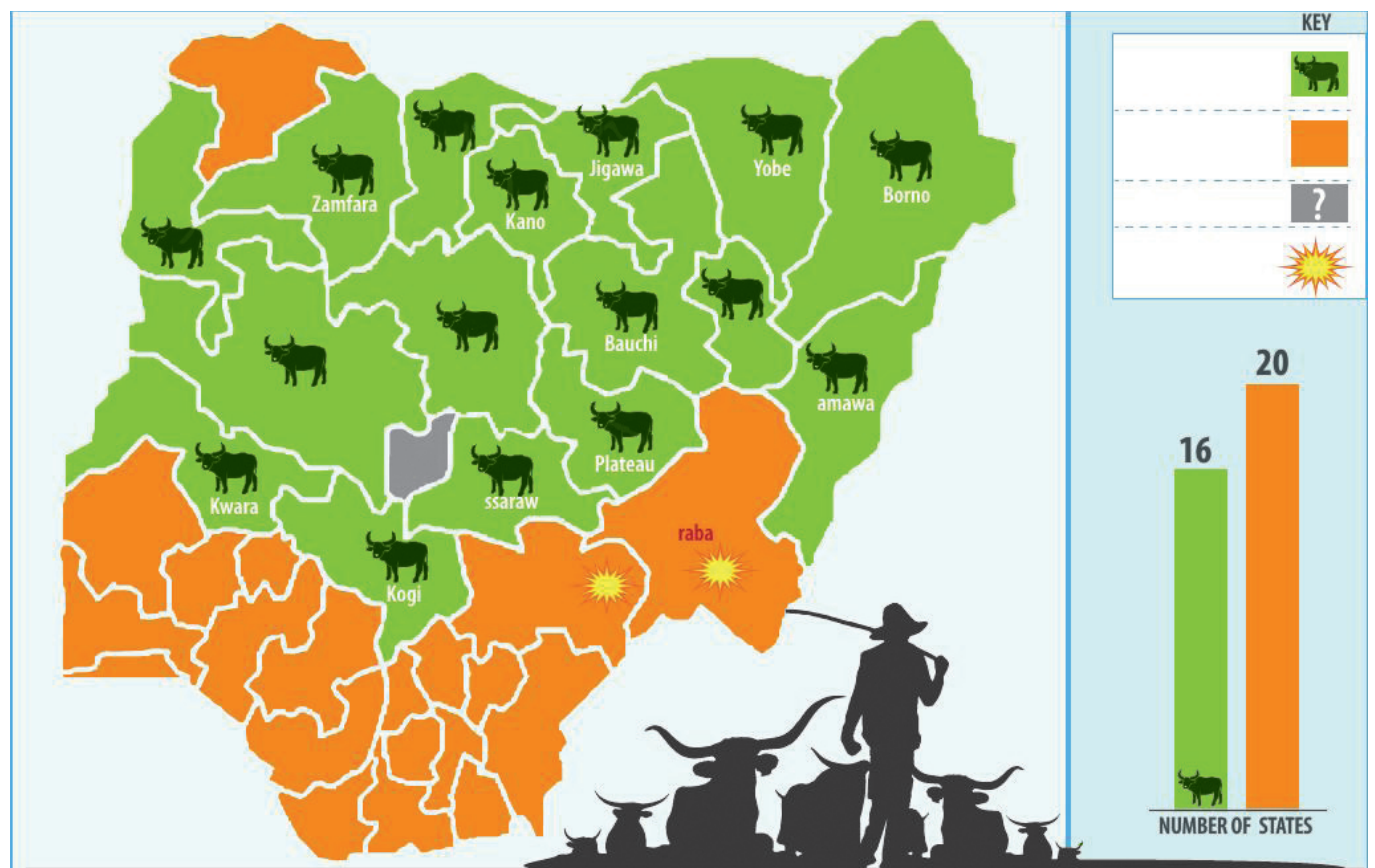 KEY
?
Zamfara
Kano
Jigawa
Yobe
Borno
Bauchi
amawa
Plateau
Kwara
ssaraw
raba
Kogi
16
20
NUMBER OF STATES